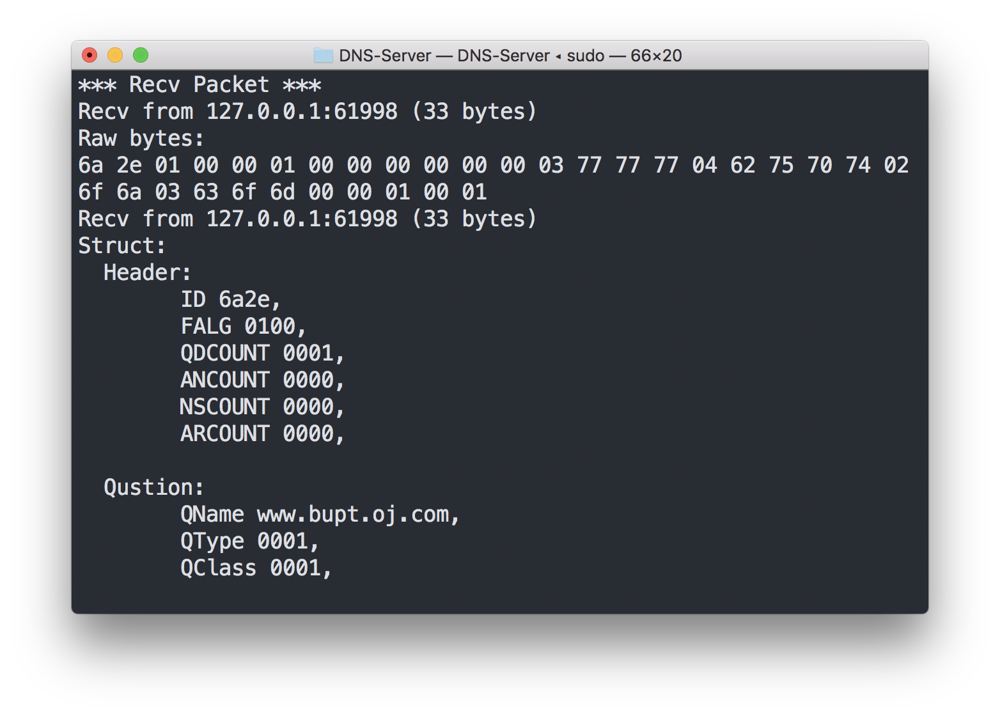 DNS-Server — DNS-Server ◂ sudo — 66×20
*** Recv Packet ***
Recv from 127.0.0.1:61998 (33 bytes)
Raw bytes:
6a 2e 01 00 00 01 00 00 00 00 00 00 03 77 77 77 04 62 75 70 74 02
6f 6a 03 63 6f 6d 00 00 01 00 01
Recv from 127.0.0.1:61998 (33 bytes)
Struct:
Header:
ID 6a2e,
FALG 0100,
QDCOUNT 0001,
ANCOUNT 0000,
NSCOUNT 0000,
ARCOUNT 0000,
Qustion:
QName www.bupt.oj.com,
QType 0001,
QClass 0001,